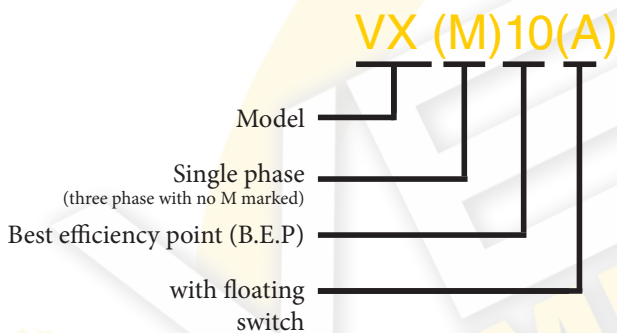 VX (M)10(A)
Model
Single phase
(three phase with no M marked)
Best efficiency point (B.E.P)
with floating
switch